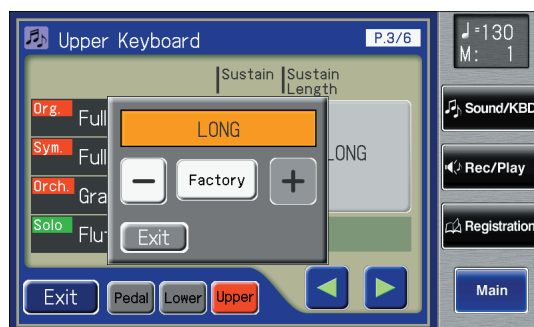 Upper Keyboard P.3/6
♩=130
M: 1
Sustain Sustain
Length
Org. Full
Sym. Full
Orch. Gra
Solo Flu
LONG
LONG
− Factory +
Exit
Exit Pedal Lower Upper
Sound/KBD
Rec/Play
Registration
Main